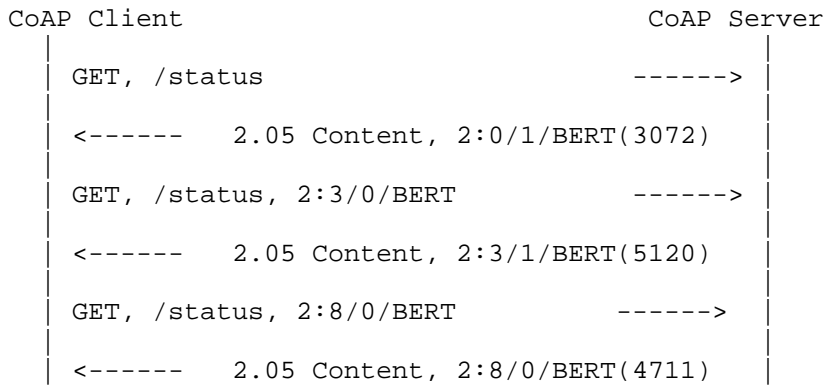 CoAP Client CoAP Server
GET, /status ------>
<------ 2.05 Content, 2:0/1/BERT(3072)
GET, /status, 2:3/0/BERT ------>
<------ 2.05 Content, 2:3/1/BERT(5120)
GET, /status, 2:8/0/BERT ------>
<------ 2.05 Content, 2:8/0/BERT(4711)